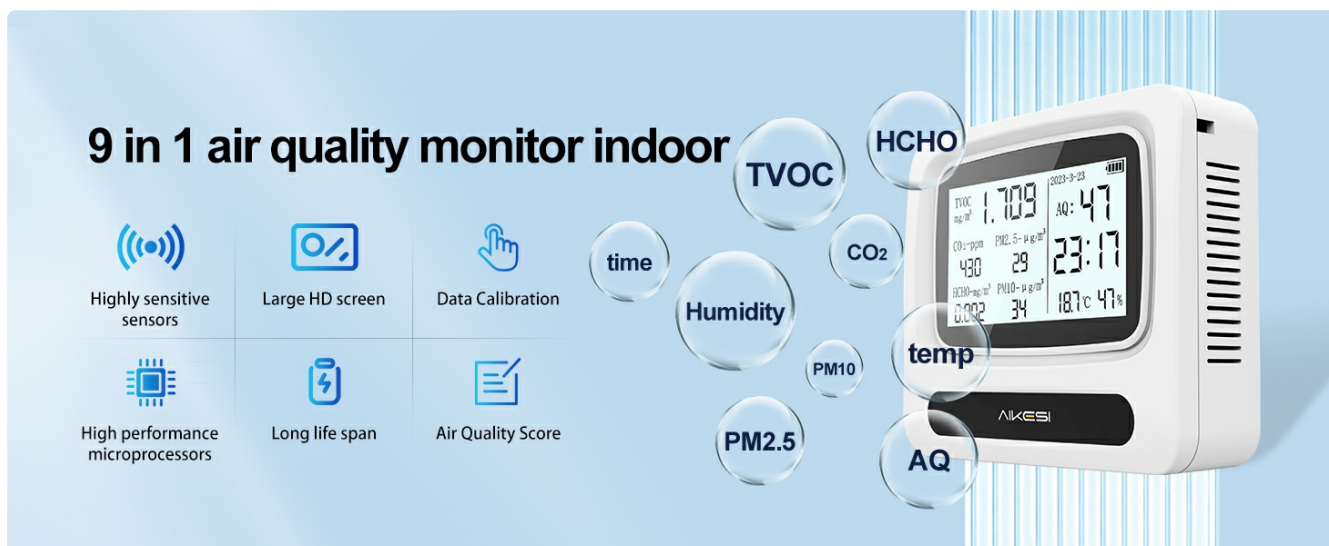 9 in 1 air quality monitor indoor
Highly sensitive
sensors
Large HD screen
Data Calibration
High performance
microprocessors
Long life span
Air Quality Score
TVOC
HCHO
time
CO2
Humidity
PM10
temp
PM2.5
AQ
2023-3-23
TVOC
mg/m³
1.709
AQ: 47
CO2-ppm PM2.5-μg/m³
430 29
23:17
HCHO-mg/m³ PM10-μg/m³
34
18.7°C 47%
AIKESI